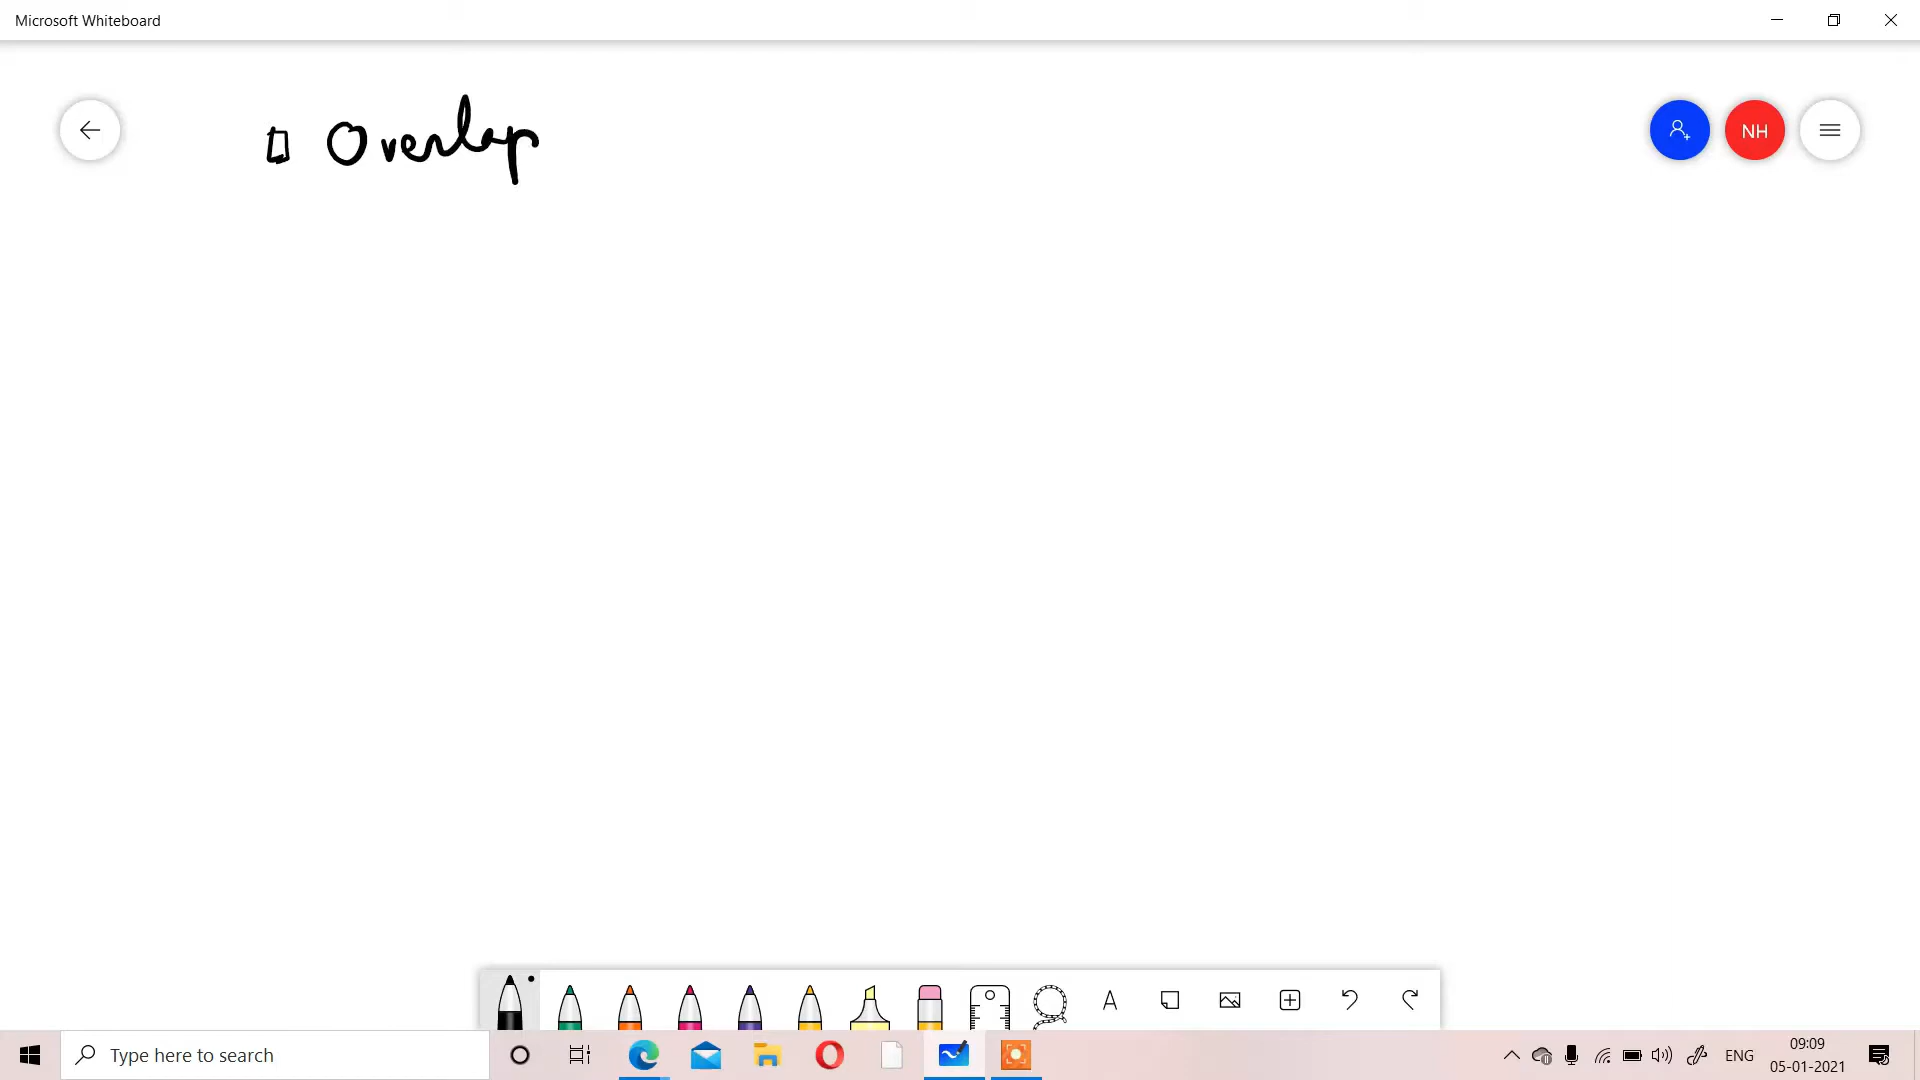 Microsoft Whiteboard
Overlap
NH
Type here to search
ENG
09:09
05-01-2021